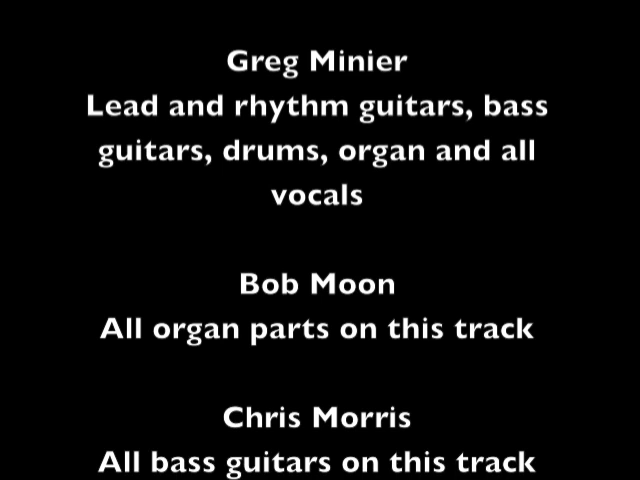 Greg Minier
Lead and rhythm guitars, bass
guitars, drums, organ and all
vocals
Bob Moon
All organ parts on this track
Chris Morris
All bass guitars on this track